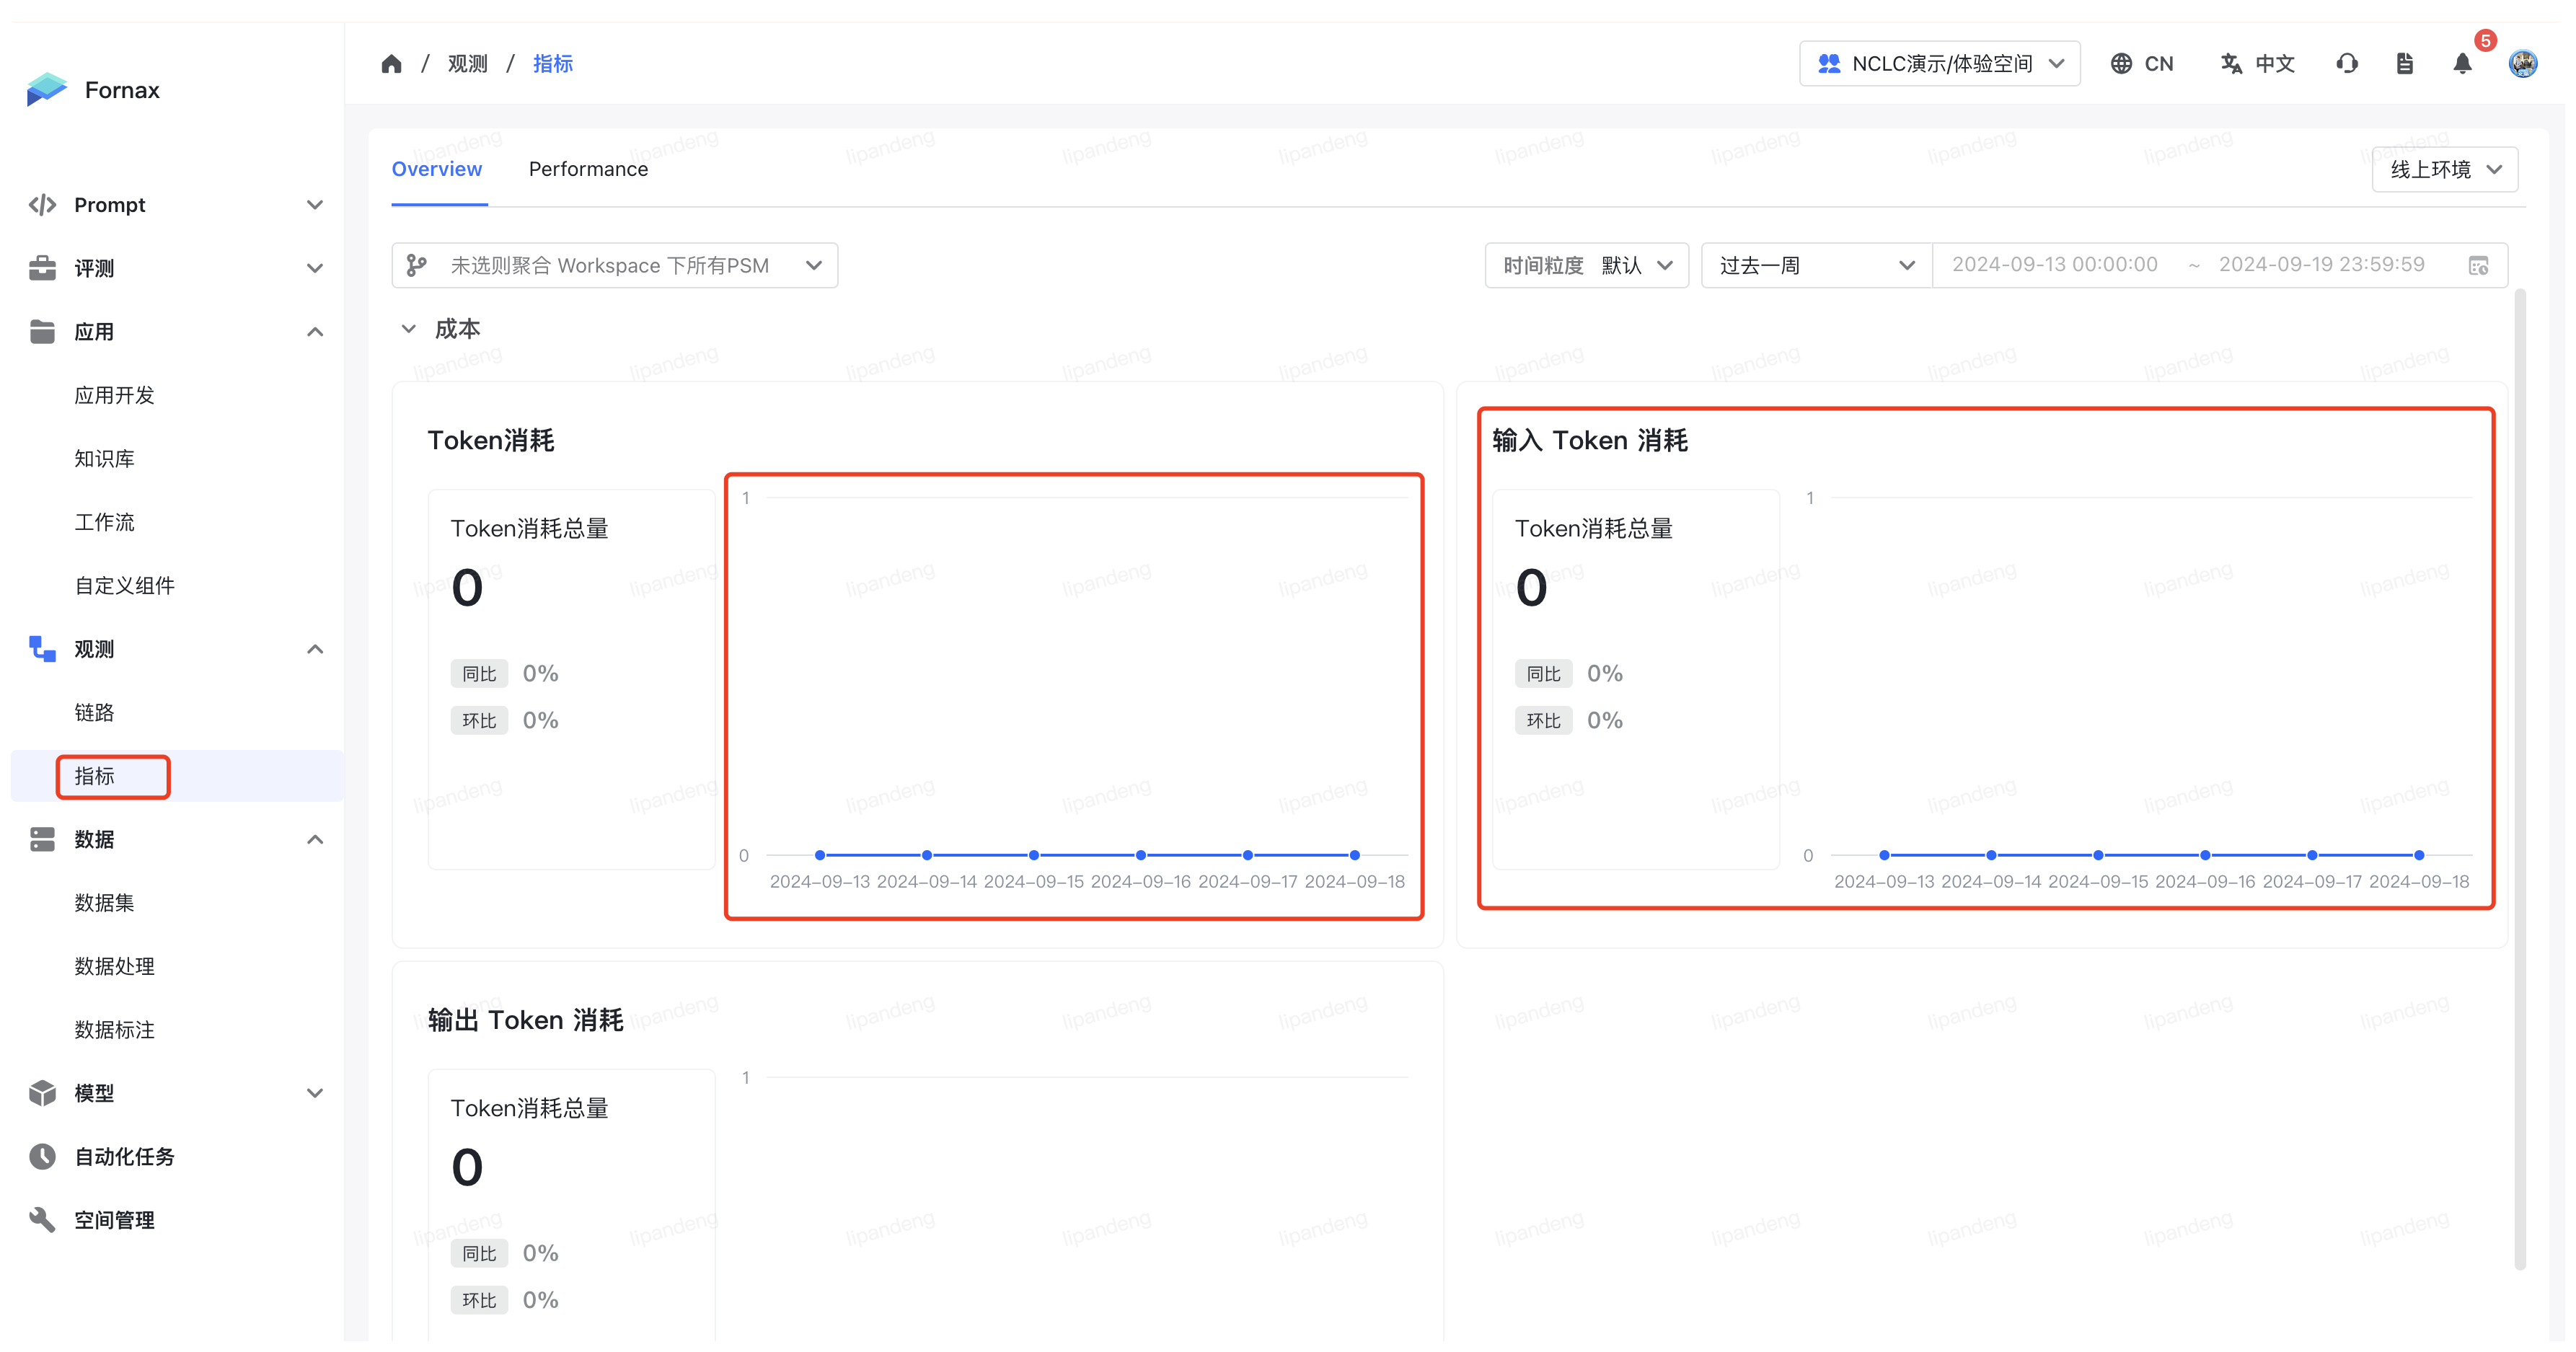 Fornax
Prompt
评测
应用
应用开发
知识库
工作流
自定义组件
观测
链路
指标
数据
数据集
数据处理
数据标注
模型
自动化任务
空间管理
/ 观测 / 指标
NCLC演示/体验空间
CN
中文
5
Overview Performance
线上环境
未选则聚合 Workspace 下所有PSM
时间粒度 默认
过去一周
2024-09-13 00:00:00 ~ 2024-09-19 23:59:59
成本
Token消耗
Token消耗总量
0
同比 0%
环比 0%
1
0
2024-09-13 2024-09-14 2024-09-15 2024-09-16 2024-09-17 2024-09-18
输入 Token 消耗
Token消耗总量
0
同比 0%
环比 0%
1
0
2024-09-13 2024-09-14 2024-09-15 2024-09-16 2024-09-17 2024-09-18
输出 Token 消耗
Token消耗总量
0
同比 0%
环比 0%
1
lipandeng